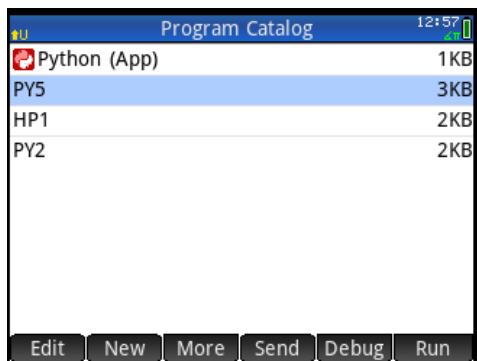 ↑U Program Catalog 12:57
∠π
Python (App) 1KB
PY5 3KB
HP1 2KB
PY2 2KB
Edit New More Send Debug Run